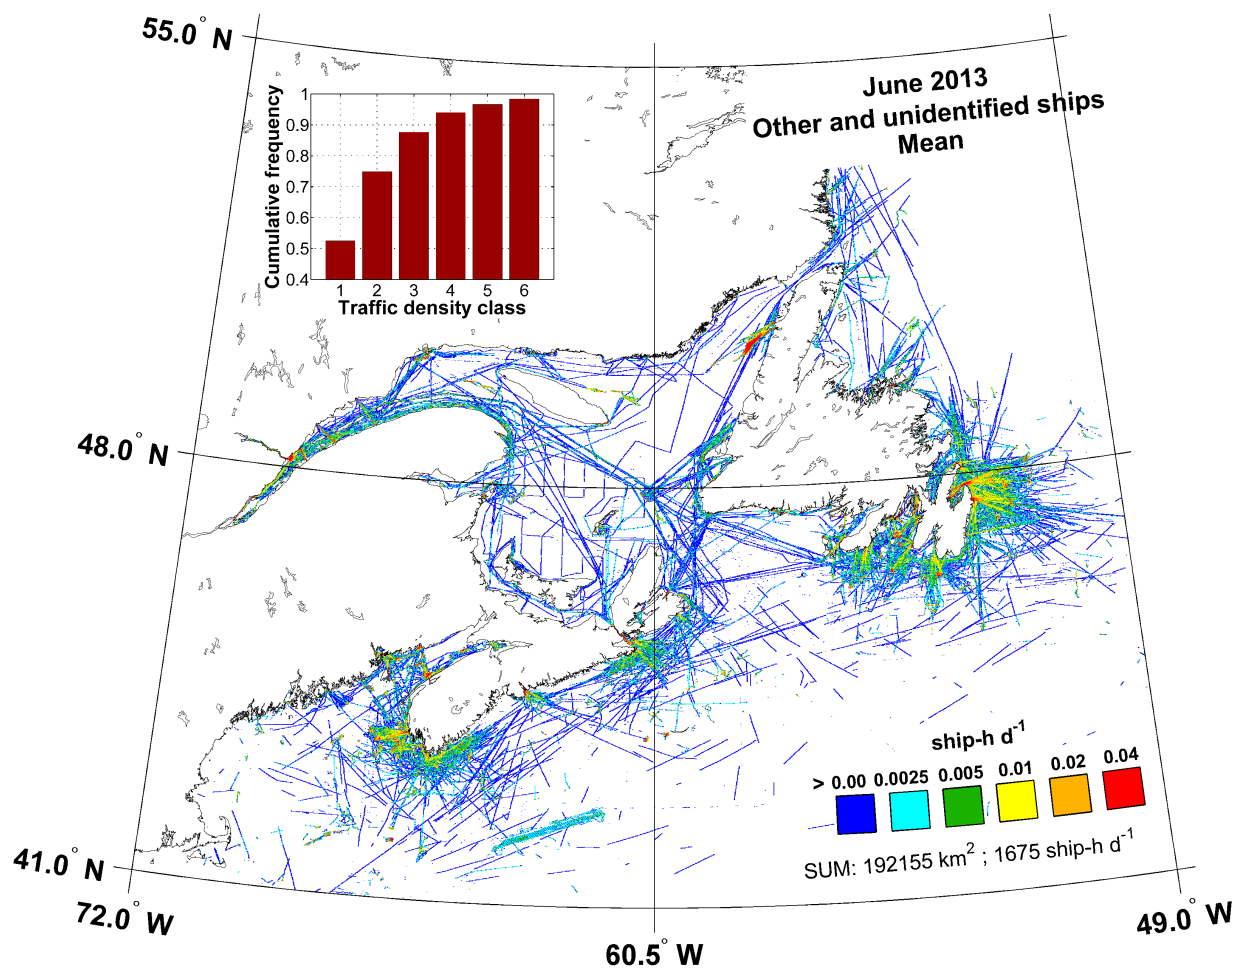 55.0° N
June 2013
Other and unidentified ships
Mean
Cumulative frequency
1
0.9
0.8
0.7
0.6
0.5
0.4
1 2 3 4 5 6
Traffic density class
48.0° N
ship-h d-1
> 0.00 0.0025 0.005 0.01 0.02 0.04
SUM: 192155 km2 ; 1675 ship-h d-1
41.0° N
72.0° W
60.5° W
49.0° W